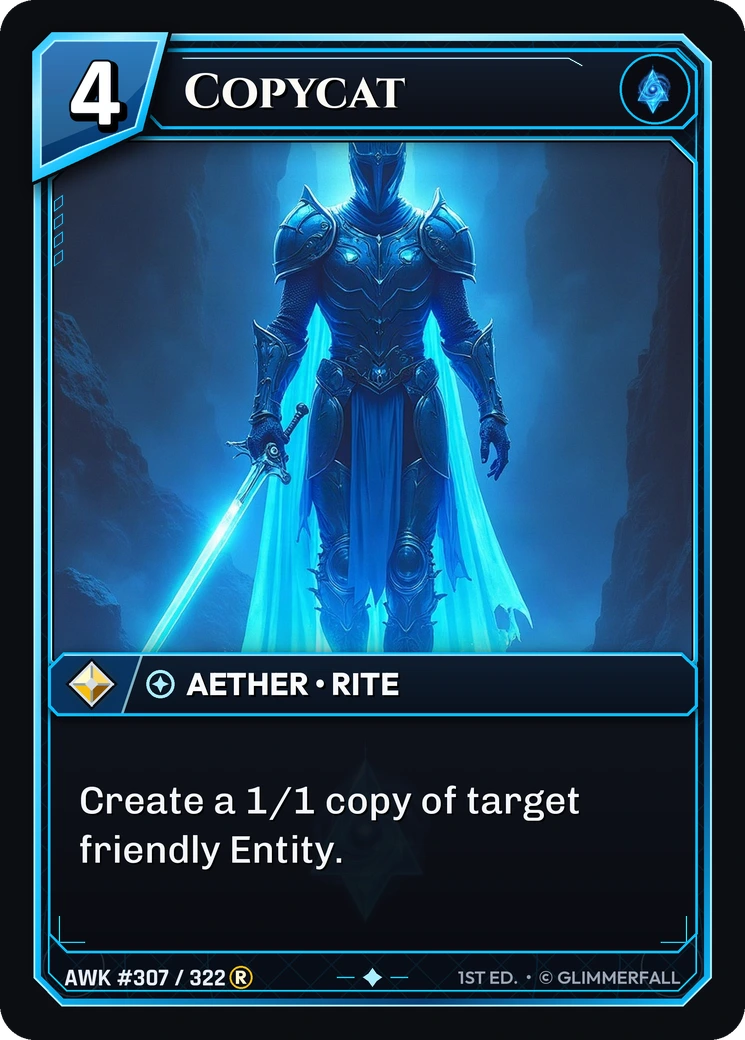 4
COPYCAT
AETHER • RITE
Create a 1/1 copy of target
friendly Entity.
AWK #307 / 322 R
1ST ED. • © GLIMMERFALL